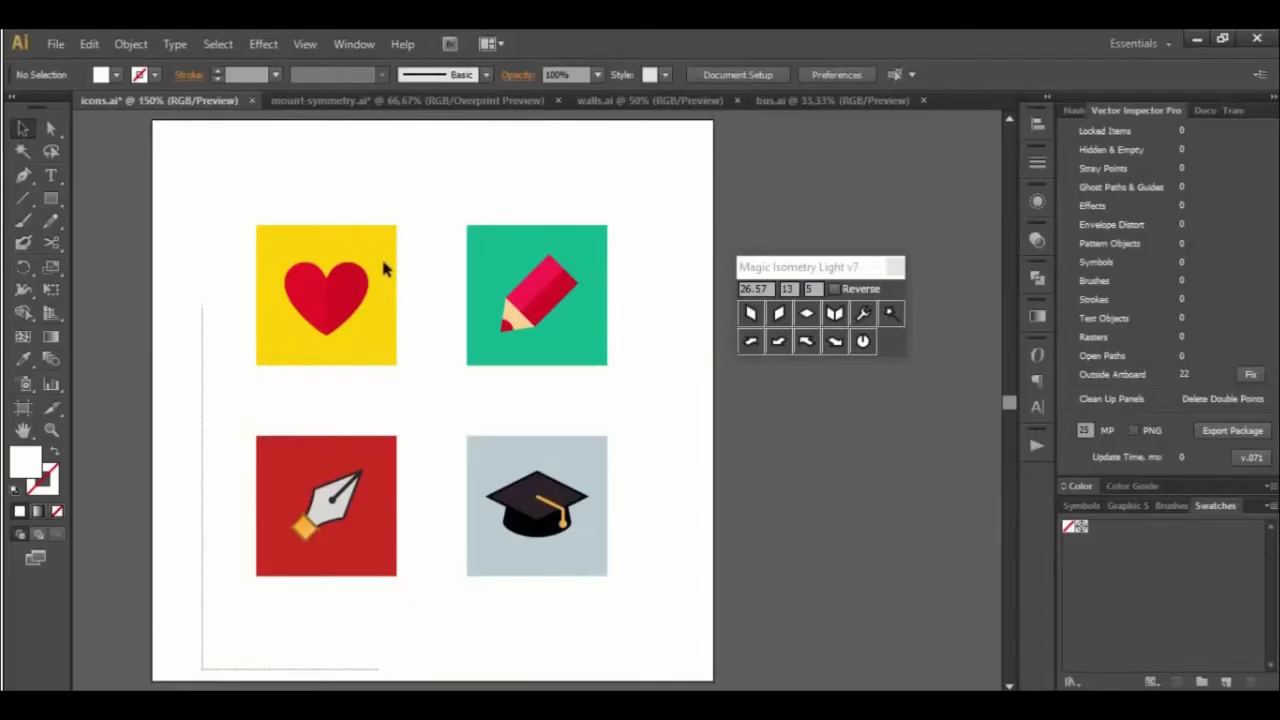 Ai File Edit Object Type Select Effect View Window Help Br Essentials
No Selection Stroke: Basic Opacity: 100% Style: Document Setup Preferences
icons.ai* @ 150% (RGB/Preview) × mount-symmetry.ai* @ 66,67% (RGB/Overprint Preview) × walls.ai @ 50% (RGB/Preview) × bus.ai @ 33,33% (RGB/Preview) ×
Navi Vector Inspector Pro Docu Tran
Locked Items 0
Hidden & Empty 0
Stray Points 0
Ghost Paths & Guides 0
Effects 0
Envelope Distort 0
Pattern Objects 0
Symbols 0
Brushes 0
Strokes 0
Text Objects 0
Rasters 0
Open Paths 0
Outside Artboard 22 Fix
Clean Up Panels Delete Double Points
25 MP PNG Export Package
Update Time, ms: 0 v.071
Color Color Guide
Symbols Graphic S Brushes Swatches
Magic Isometry Light v7
26.57 13 5 Reverse